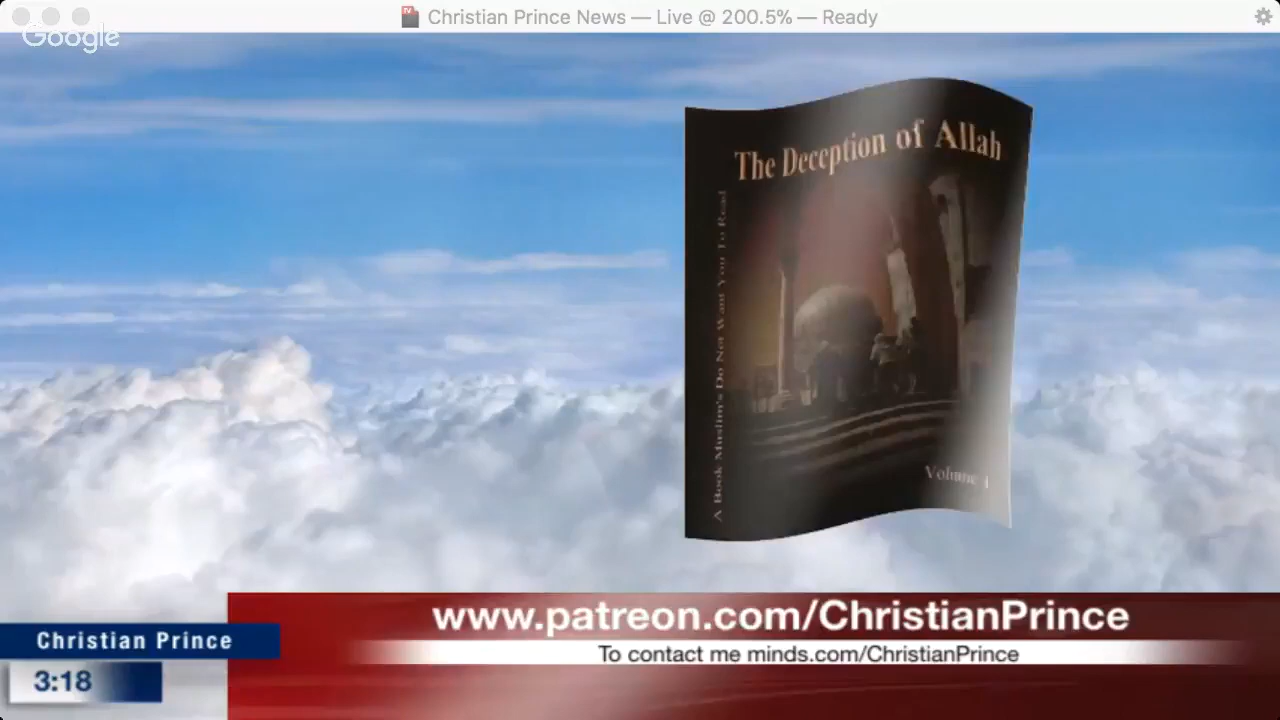 Christian Prince News — Live @ 200.5% — Ready
Google
The Deception of Allah
A Book Muslim's Do Not Want You To Read
Volume 1
www.patreon.com/ChristianPrince
To contact me minds.com/ChristianPrince
Christian Prince
3:18